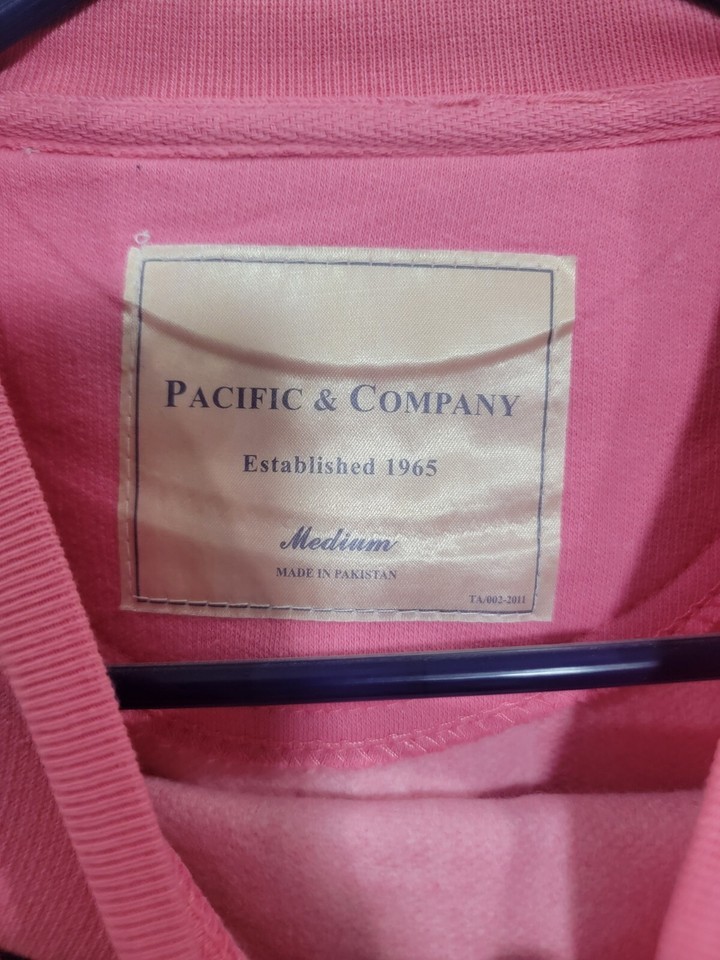 PACIFIC & COMPANY
Established 1965
Medium
MADE IN PAKISTAN
TA/002-2011